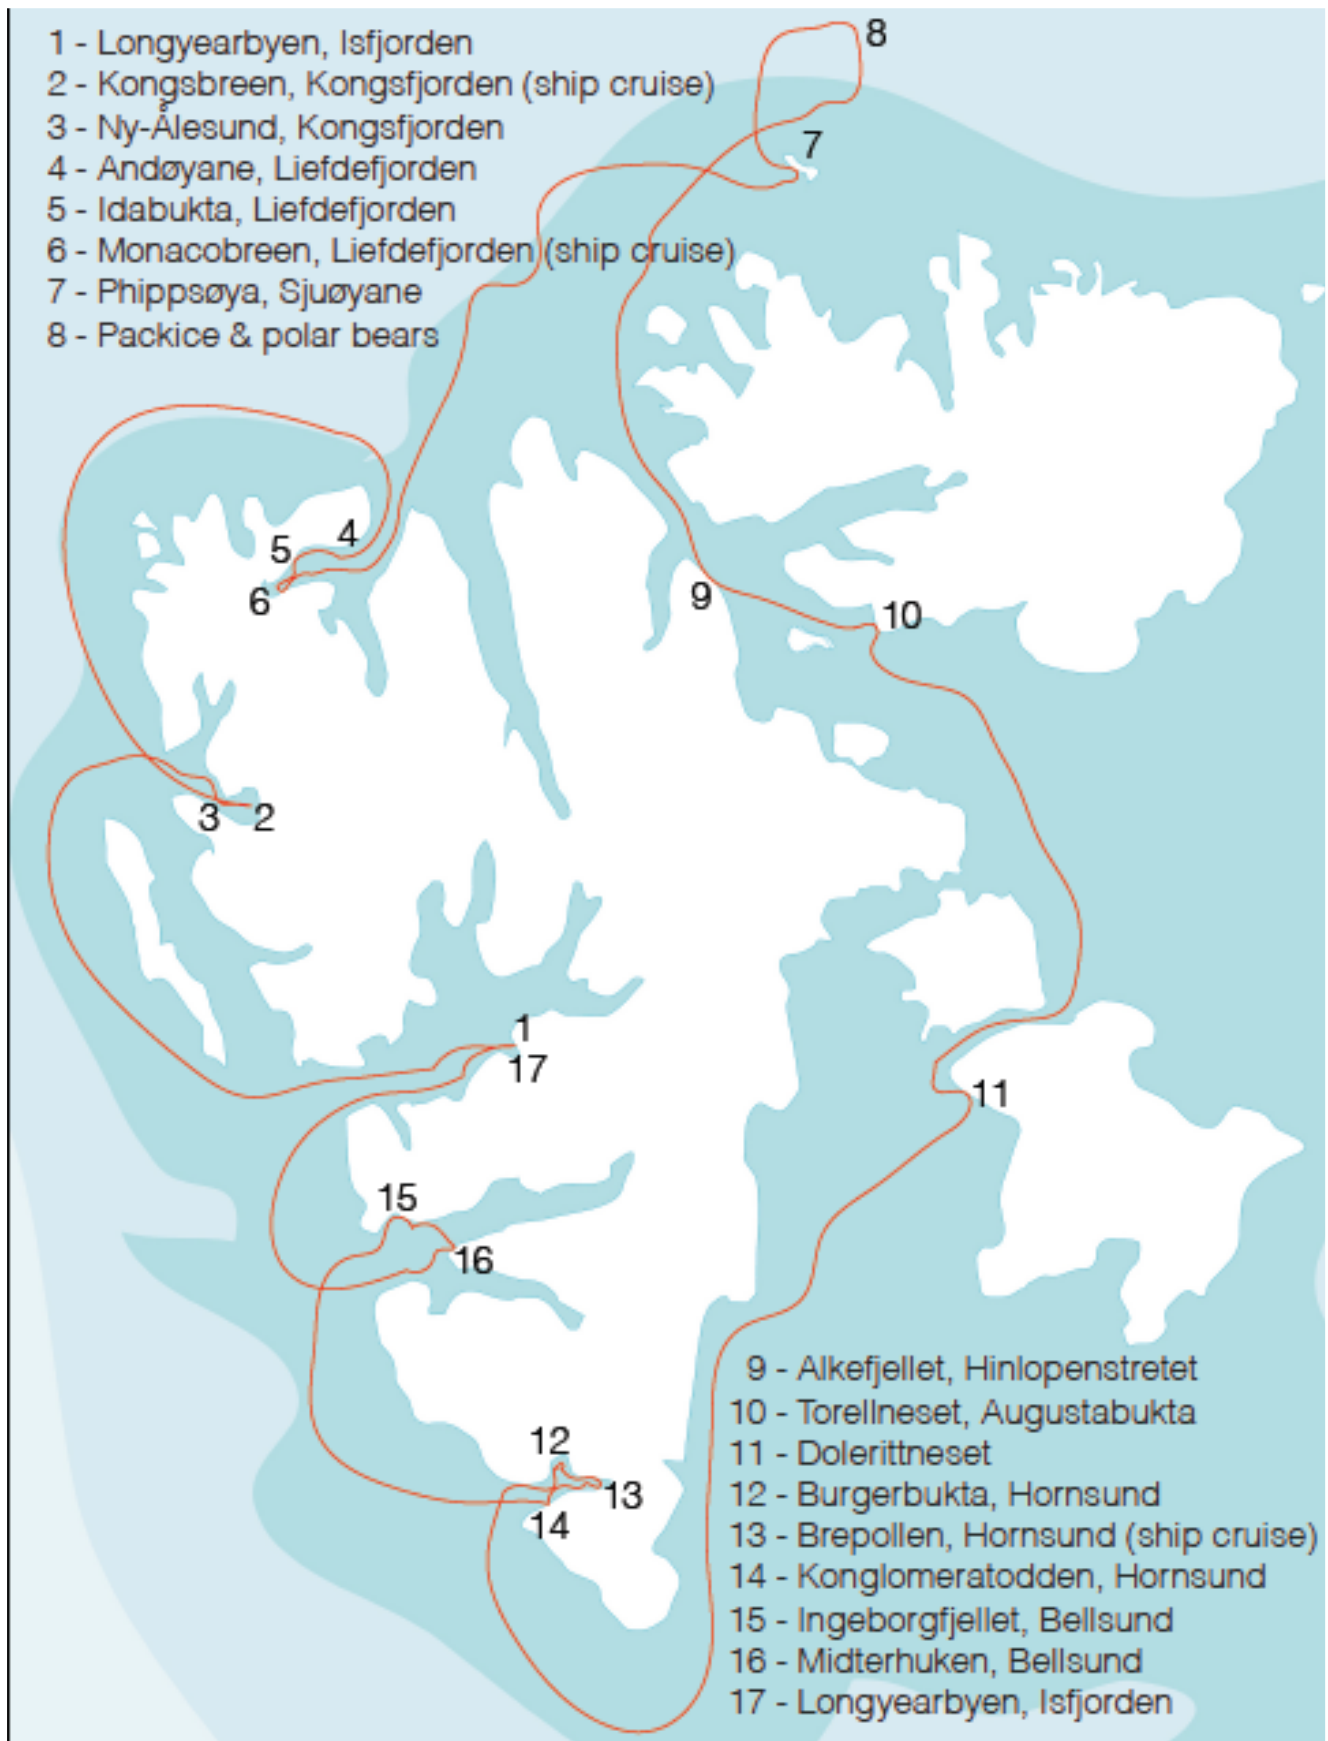 1 - Longyearbyen, Isfjorden
2 - Kongsbreen, Kongsfjorden (ship cruise)
3 - Ny-Ålesund, Kongsfjorden
4 - Andøyane, Liefdefjorden
5 - Idabukta, Liefdefjorden
6 - Monacobreen, Liefdefjorden (ship cruise)
7 - Phippsøya, Sjuøyane
8 - Packice & polar bears
8
7
4
5
6
9
10
3
2
1
17
11
15
16
12
13
14
9 - Alkefjellet, Hinlopenstretet
10 - Torellneset, Augustabukta
11 - Dolerittneset
12 - Burgerbukta, Hornsund
13 - Brepollen, Hornsund (ship cruise)
14 - Konglomeratodden, Hornsund
15 - Ingeborgfjellet, Bellsund
16 - Midterhuken, Bellsund
17 - Longyearbyen, Isfjorden